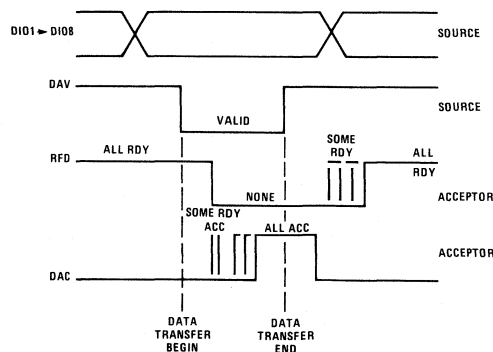 DIO1 → DIO8
SOURCE
DAV
SOURCE
VALID
SOME
RDY
RFD
ALL RDY
ALL
RDY
NONE
ACCEPTOR
SOME RDY
ACC
ALL ACC
ACCEPTOR
DAC
DATA
TRANSFER
BEGIN
DATA
TRANSFER
END